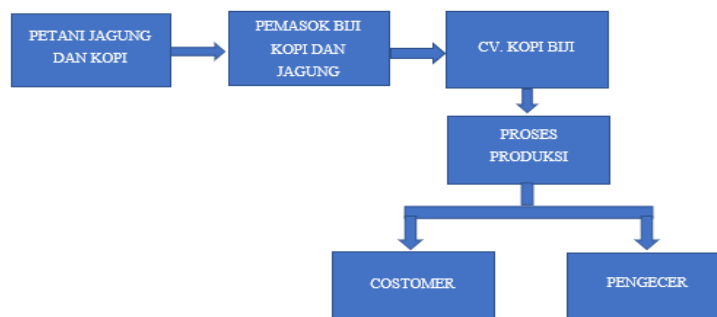 PETANI JAGUNG
DAN KOPI
PEMASOK BIJI
KOPI DAN
JAGUNG
CV. KOPI BIJI
PROSES
PRODUKSI
COSTOMER
PENGECER